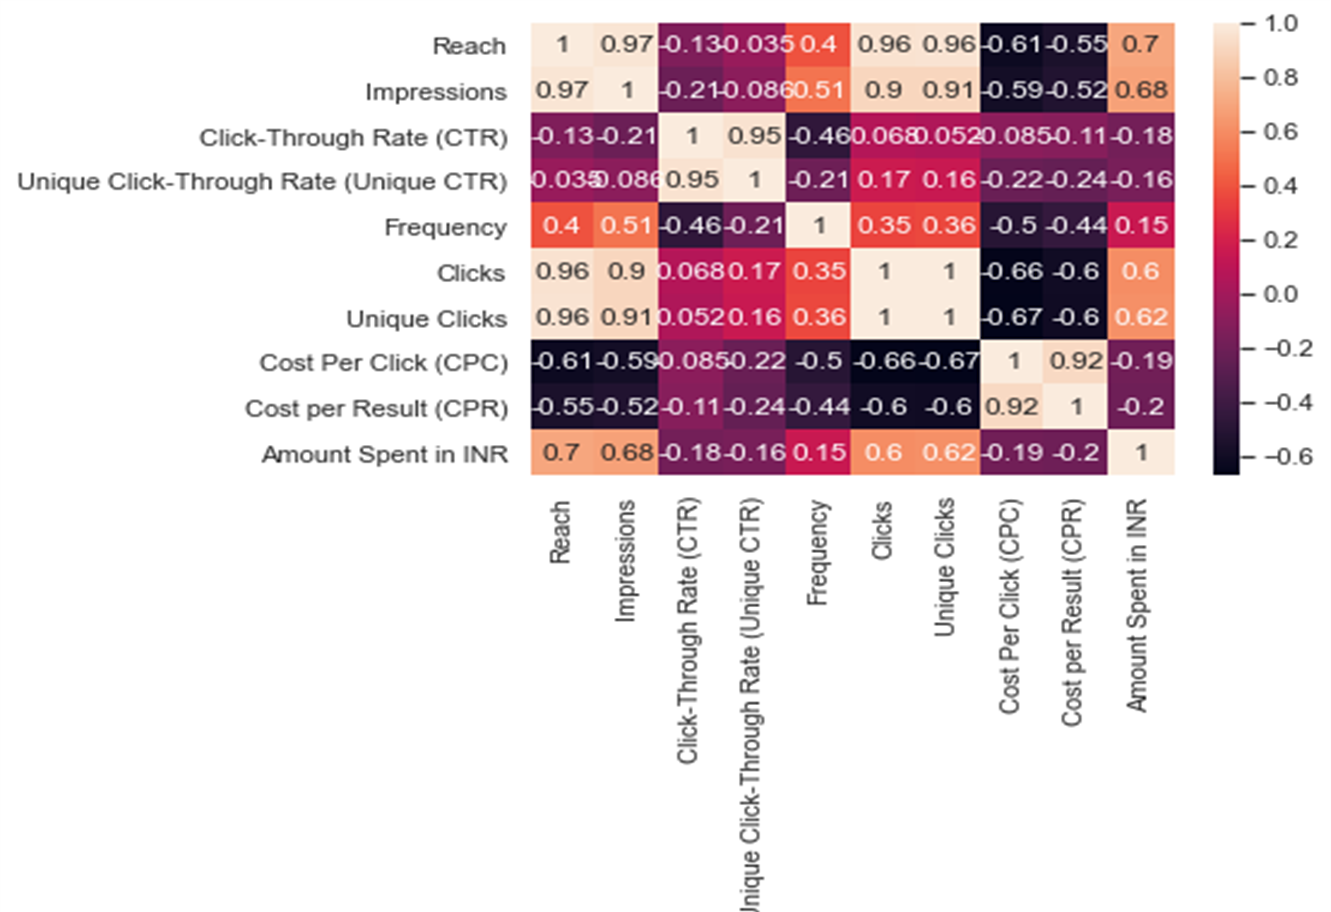 Reach 1 0.97 -0.13 -0.035 0.4 0.96 0.96 -0.61 -0.55 0.7
Impressions 0.97 1 -0.21 -0.086 0.51 0.9 0.91 -0.59 -0.52 0.68
Click-Through Rate (CTR) -0.13 -0.21 1 0.95 -0.46 0.068 0.052 -0.085 -0.11 -0.18
Unique Click-Through Rate (Unique CTR) -0.035 -0.086 0.95 1 -0.21 0.17 0.16 -0.22 -0.24 -0.16
Frequency 0.4 0.51 -0.46 -0.21 1 0.35 0.36 -0.5 -0.44 0.15
Clicks 0.96 0.9 0.068 0.17 0.35 1 1 -0.66 -0.6 0.6
Unique Clicks 0.96 0.91 0.052 0.16 0.36 1 1 -0.67 -0.6 0.62
Cost Per Click (CPC) -0.61 -0.59 -0.085 -0.22 -0.5 -0.66 -0.67 1 0.92 -0.19
Cost per Result (CPR) -0.55 -0.52 -0.11 -0.24 -0.44 -0.6 -0.6 0.92 1 -0.2
Amount Spent in INR 0.7 0.68 -0.18 -0.16 0.15 0.6 0.62 -0.19 -0.2 1
Reach
Impressions
Click-Through Rate (CTR)
Unique Click-Through Rate (Unique CTR)
Frequency
Clicks
Unique Clicks
Cost Per Click (CPC)
Cost per Result (CPR)
Amount Spent in INR
1.0
0.8
0.6
0.4
0.2
0.0
−0.2
−0.4
−0.6